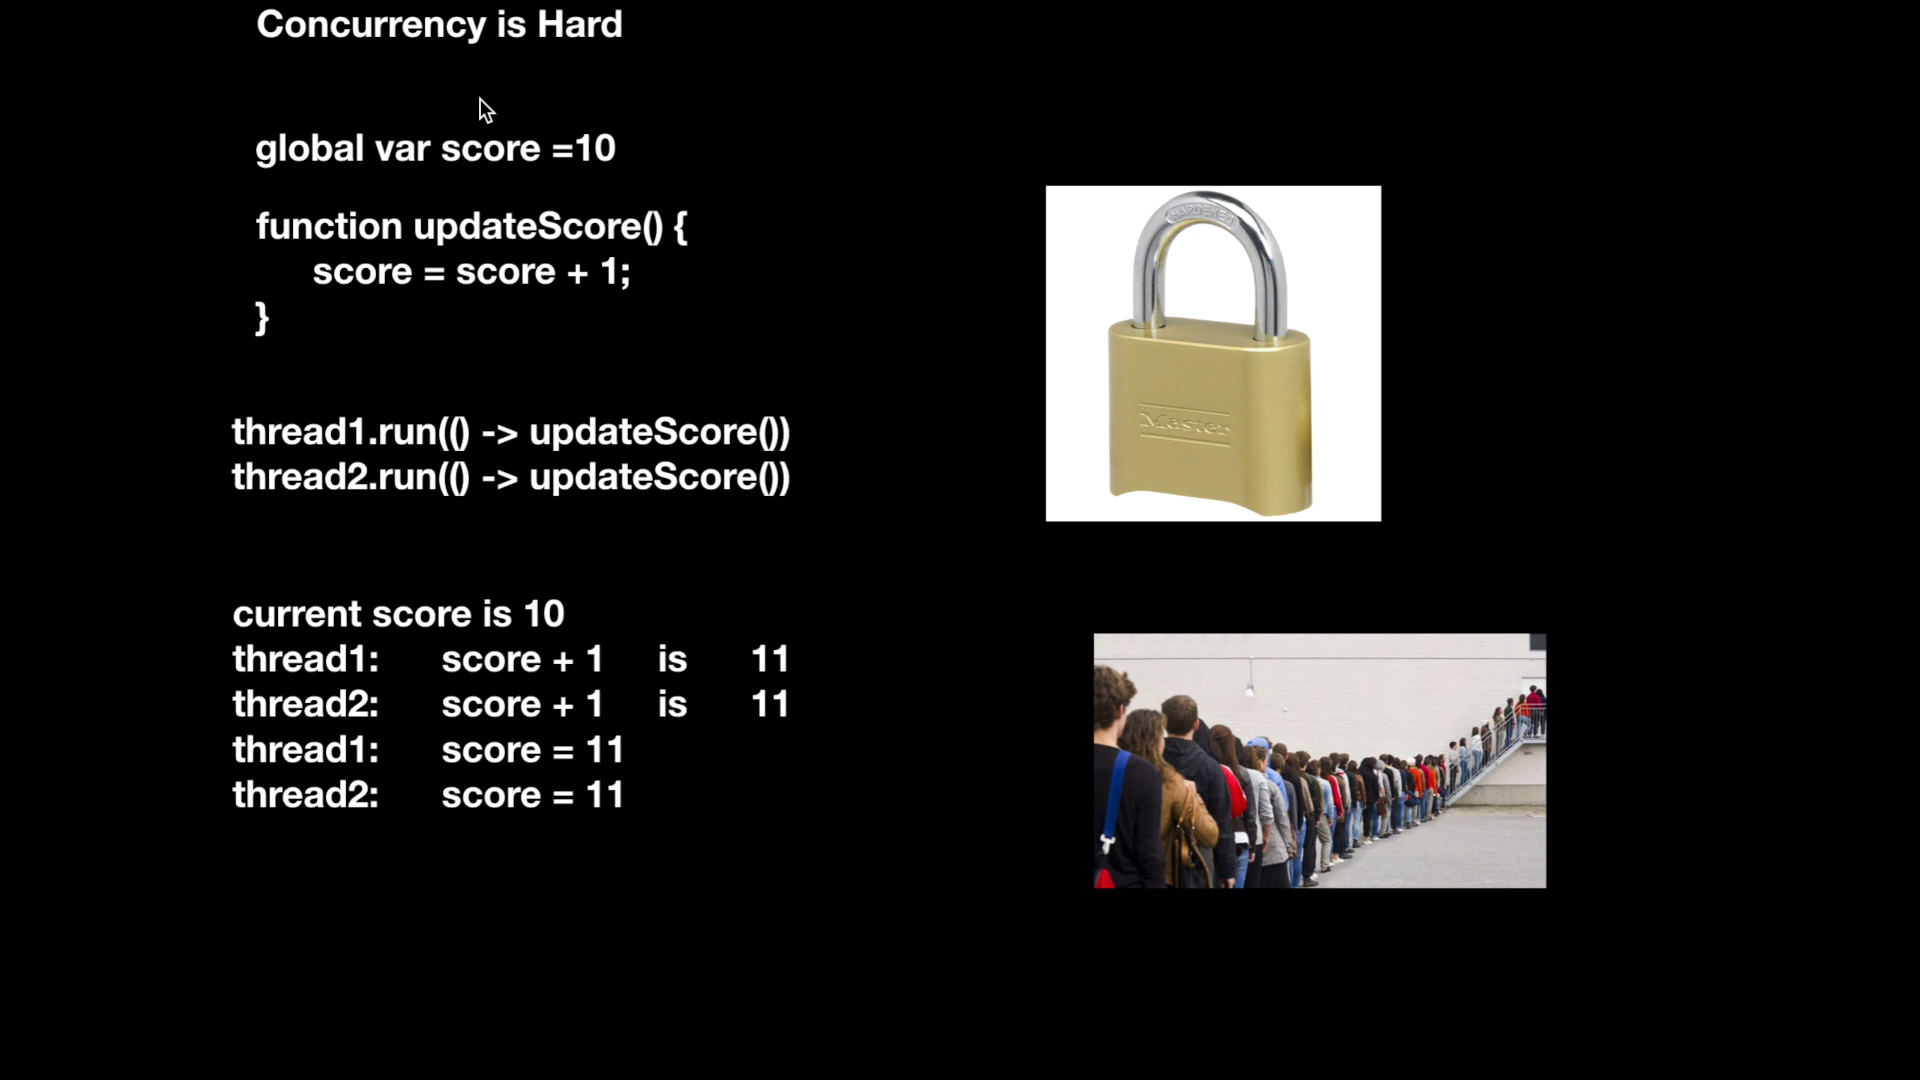 Concurrency is Hard
global var score =10
function updateScore() {
score = score + 1;
}
thread1.run(() -> updateScore())
thread2.run(() -> updateScore())
current score is 10
thread1: score + 1 is 11
thread2: score + 1 is 11
thread1: score = 11
thread2: score = 11
HARDENED
Master